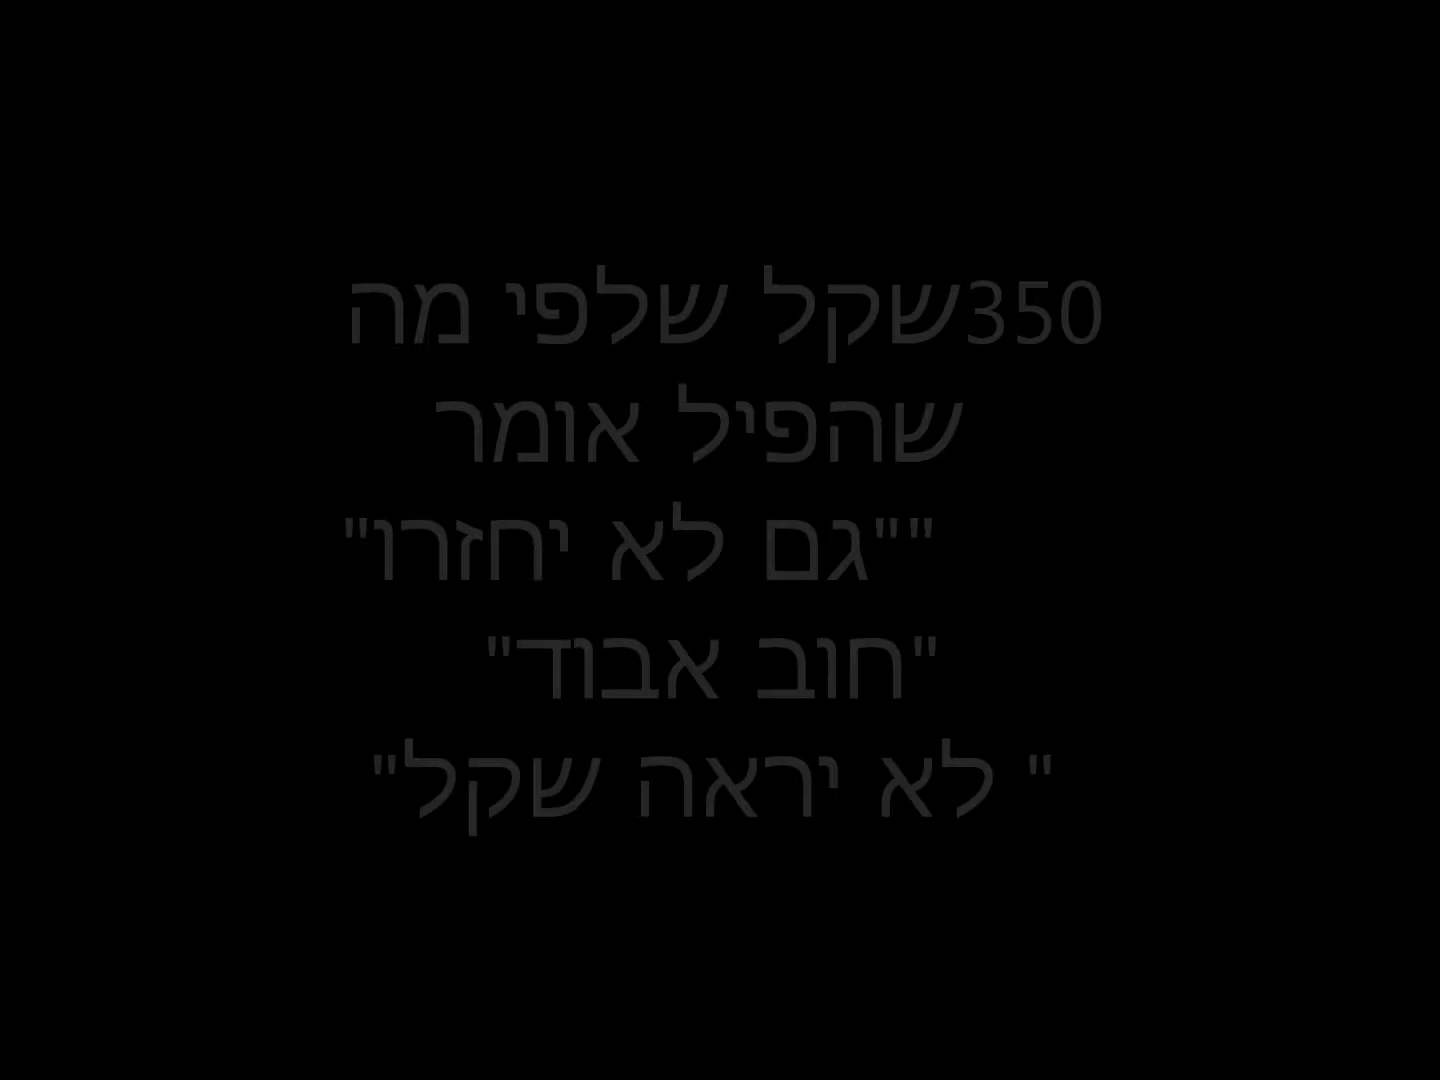 350שקל שלפי מה
שהפיל אומר
""גם לא יחזרו"
"חוב אבוד"
" לא יראה שקל"